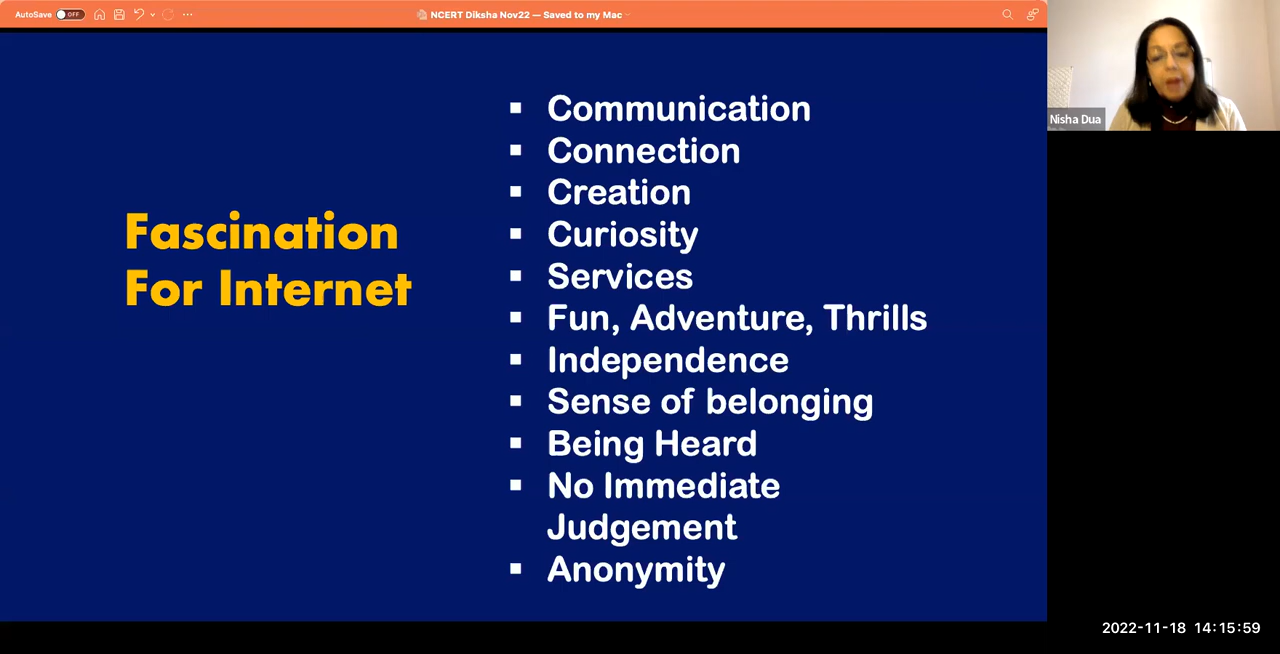 AutoSave OFF
NCERT Diksha Nov22 — Saved to my Mac
Nisha Dua
Fascination
For Internet
▪ Communication
▪ Connection
▪ Creation
▪ Curiosity
▪ Services
▪ Fun, Adventure, Thrills
▪ Independence
▪ Sense of belonging
▪ Being Heard
▪ No Immediate
Judgement
▪ Anonymity
2022-11-18 14:15:59